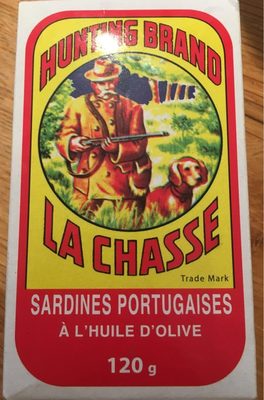 HUNTING BRAND
LA CHASSE
Trade Mark
SARDINES PORTUGAISES
À L'HUILE D'OLIVE
120 g